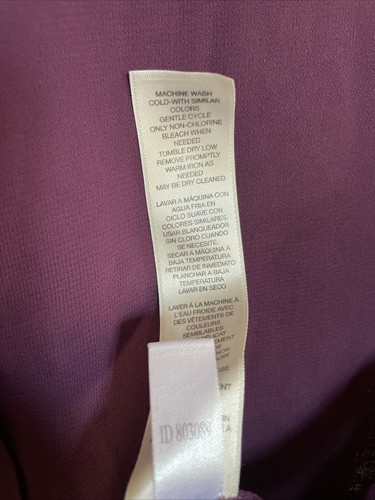 MACHINE WASH
COLD-WITH SIMILAR
COLORS
GENTLE CYCLE
ONLY NON-CHLORINE
BLEACH WHEN
NEEDED
TUMBLE DRY LOW
REMOVE PROMPTLY
WARM IRON AS
NEEDED
MAY BE DRY CLEANED
LAVAR A MÁQUINA CON
AGUA FRIA EN
CICLO SUAVE CON
COLORES SIMILARES.
USAR BLANQUEADOR
SIN CLORO CUANDO
SE NECESITE.
SECAR A MÁQUINA A
BAJA TEMPERATURA
RETIRAR DE INMEDIATO
PLANCHAR A BAJA
TEMPERATURA
LAVAR EN SECO
LAVER À LA MACHINE À
L'EAU FROIDE AVEC
DES VÊTEMENTS DE
COULEURS
SEMBLABLES
ID 803089